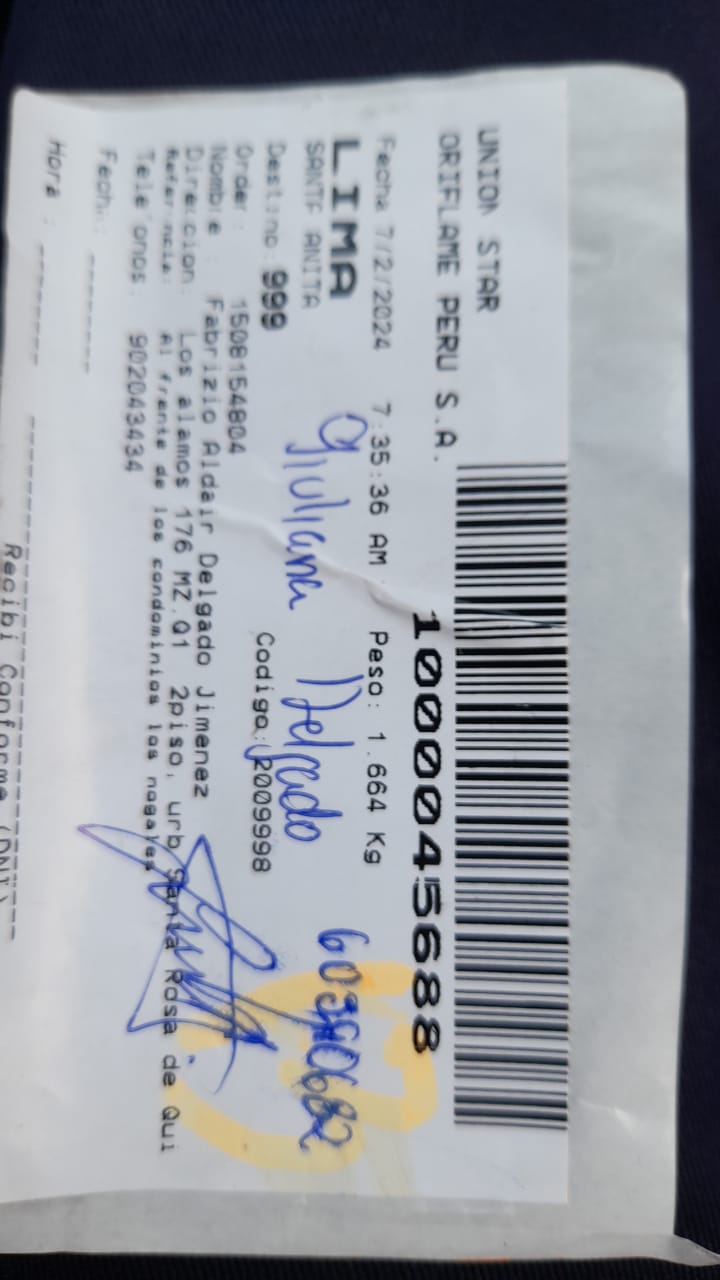 UNION STAR
ORIFLAME PERU S.A.
1000045688
Fecha 7/2/2024 7:35:36 AM Peso: 1.664 Kg
LIMA
SANTA ANITA
Giuliana Delgado
Destino: 999
Codigo: 2009998
Order : 1508154804
Nombre : Fabrizio Aldair Delgado Jimenez
Direccion: Los alamos 176 MZ.Q1 2piso, urb Santa Rosa de Qui
Referencia: Al frente de los condominios los nogales
Telefonos: 902043434
Fecha: --------
Hora : --------
Recibi Conforme (DNI)